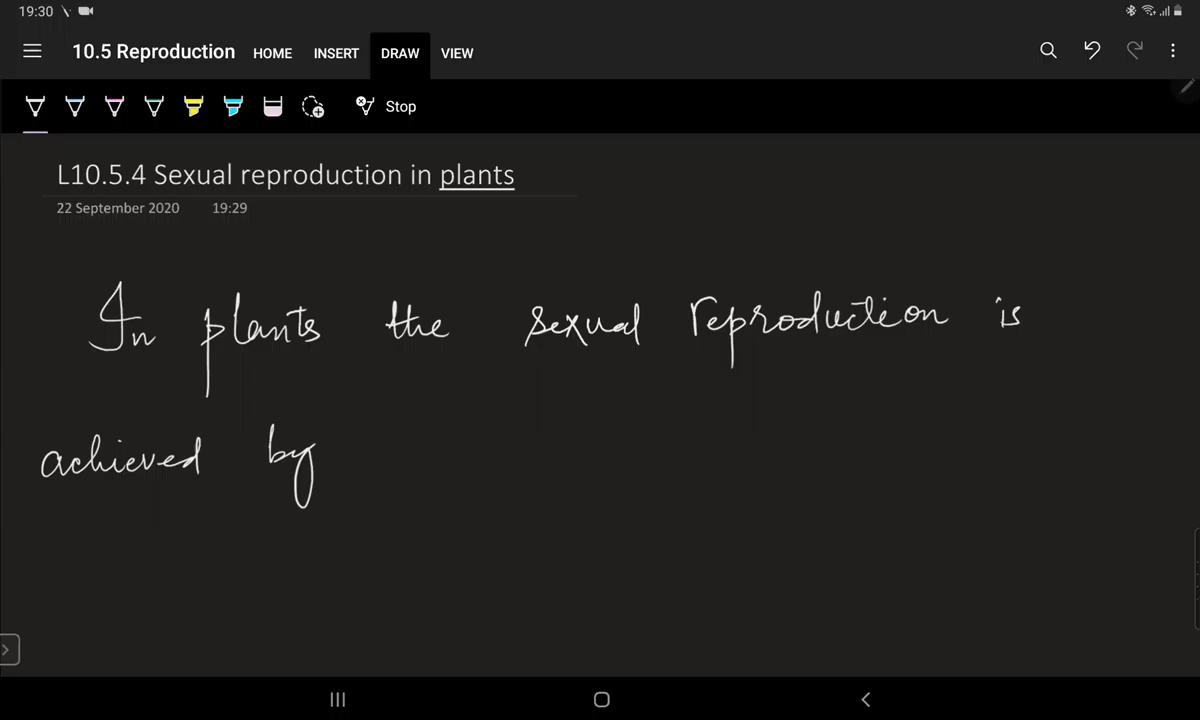 19:30
10.5 Reproduction HOME INSERT DRAW VIEW
Stop
L10.5.4 Sexual reproduction in plants
22 September 2020 19:29
In plants the sexual reproduction is
achieved by